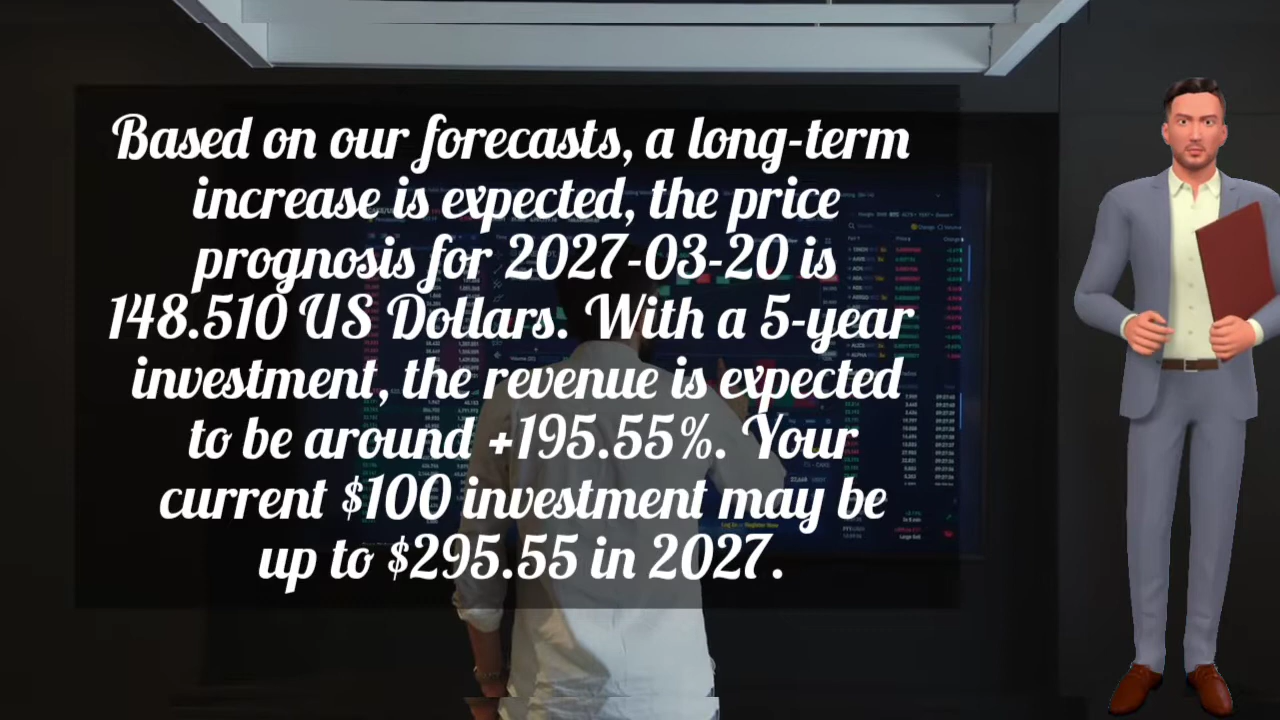 Based on our forecasts, a long-term
increase is expected, the price
prognosis for 2027-03-20 is
148.510 US Dollars. With a 5-year
investment, the revenue is expected
to be around +195.55%. Your
current $100 investment may be
up to $295.55 in 2027.